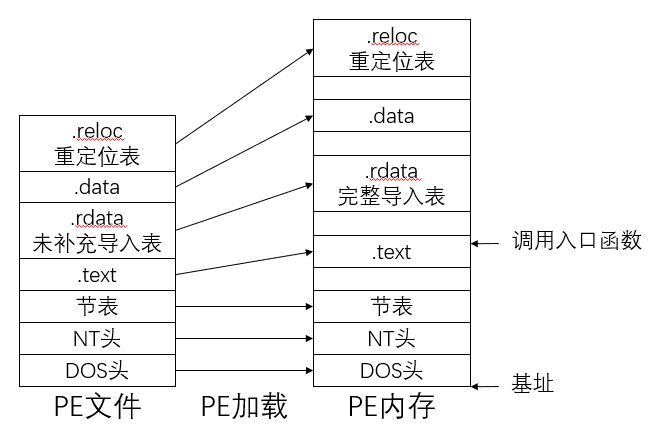 .reloc
重定位表
.data
.rdata
未补充导入表
.text
节表
NT头
DOS头
PE文件
PE加载
.reloc
重定位表
.data
.rdata
完整导入表
.text
节表
NT头
DOS头
PE内存
调用入口函数
基址